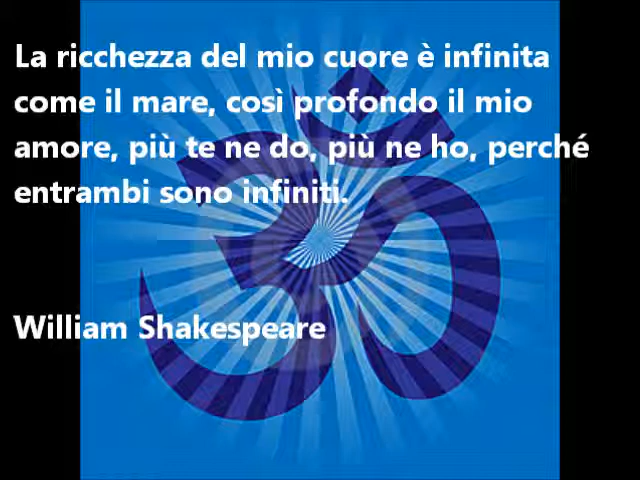 La ricchezza del mio cuore è infinita
come il mare, così profondo il mio
amore, più te ne do, più ne ho, perché
entrambi sono infiniti.
William Shakespeare